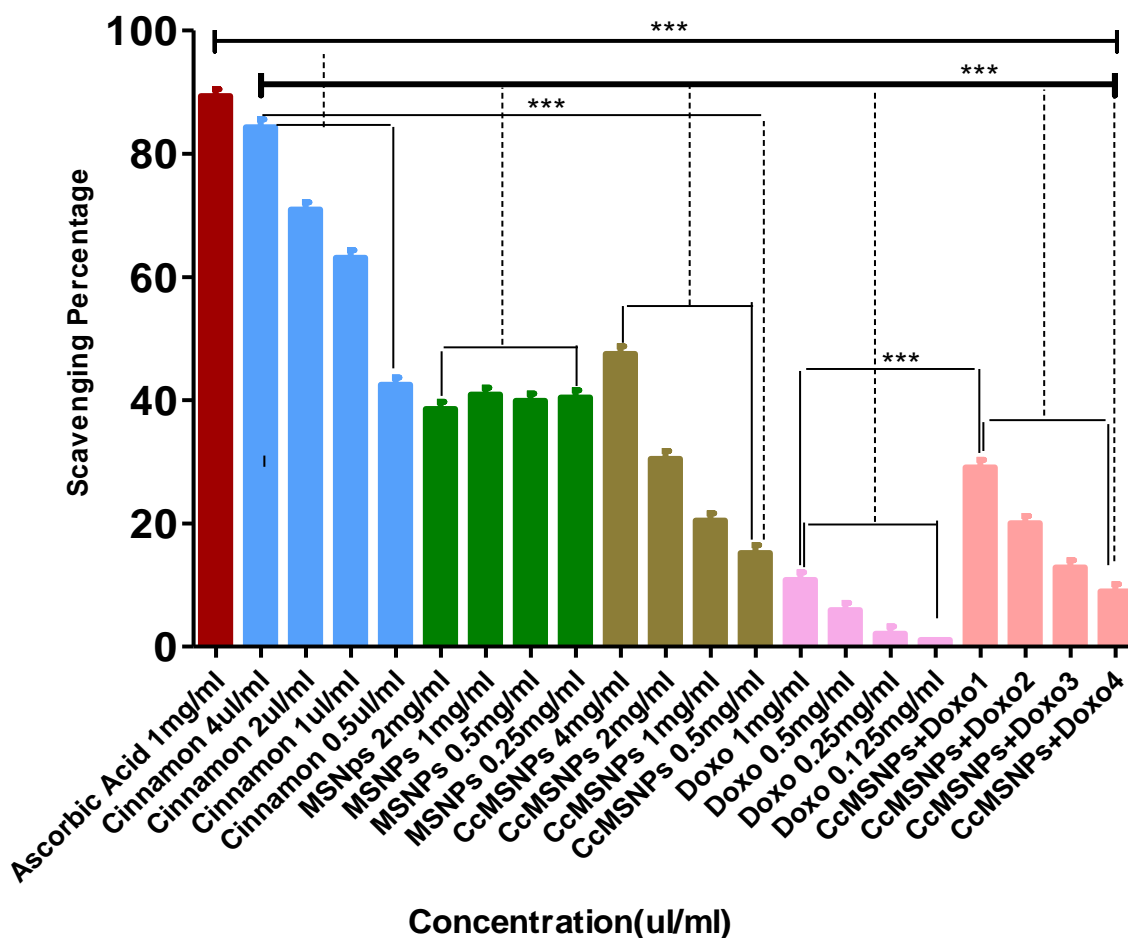 100
80
60
40
20
0
Scavenging Percentage
***
***
***
***
Ascorbic Acid 1mg/ml
Cinnamon 4ul/ml
Cinnamon 2ul/ml
Cinnamon 1ul/ml
Cinnamon 0.5ul/ml
MSNps 2mg/ml
MSNPs 1mg/ml
MSNPs 0.5mg/ml
MSNPs 0.25mg/ml
CcMSNPs 4mg/ml
CcMSNPs 2mg/ml
CcMSNPs 1mg/ml
CcMSNPs 0.5mg/ml
Doxo 1mg/ml
Doxo 0.5mg/ml
Doxo 0.25mg/ml
Doxo 0.125mg/ml
CcMSNPs+Doxo1
CcMSNPs+Doxo2
CcMSNPs+Doxo3
CcMSNPs+Doxo4
Concentration(ul/ml)